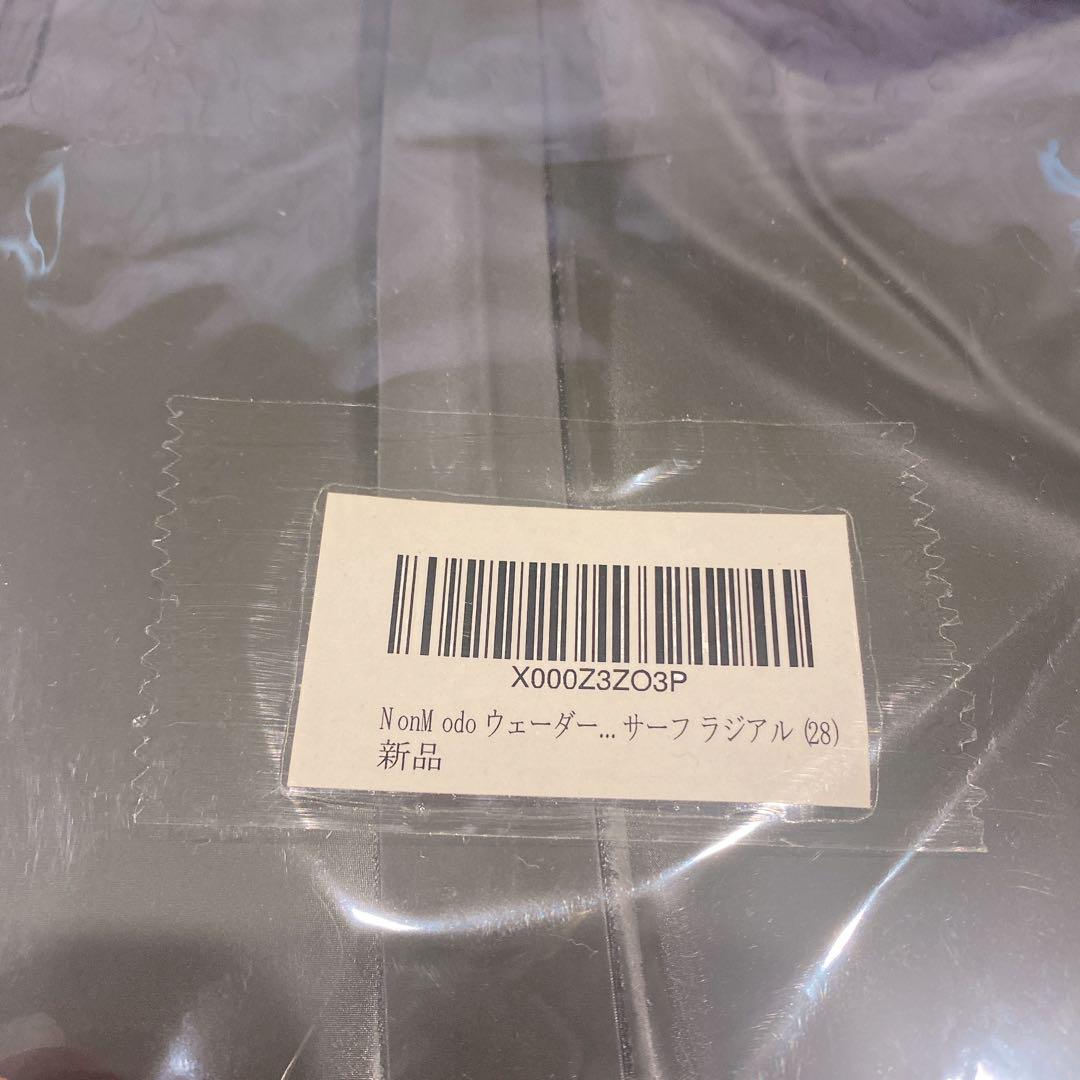 X000Z3ZO3P
NonModo ウェーダー... サーフ ラジアル (28)
新品